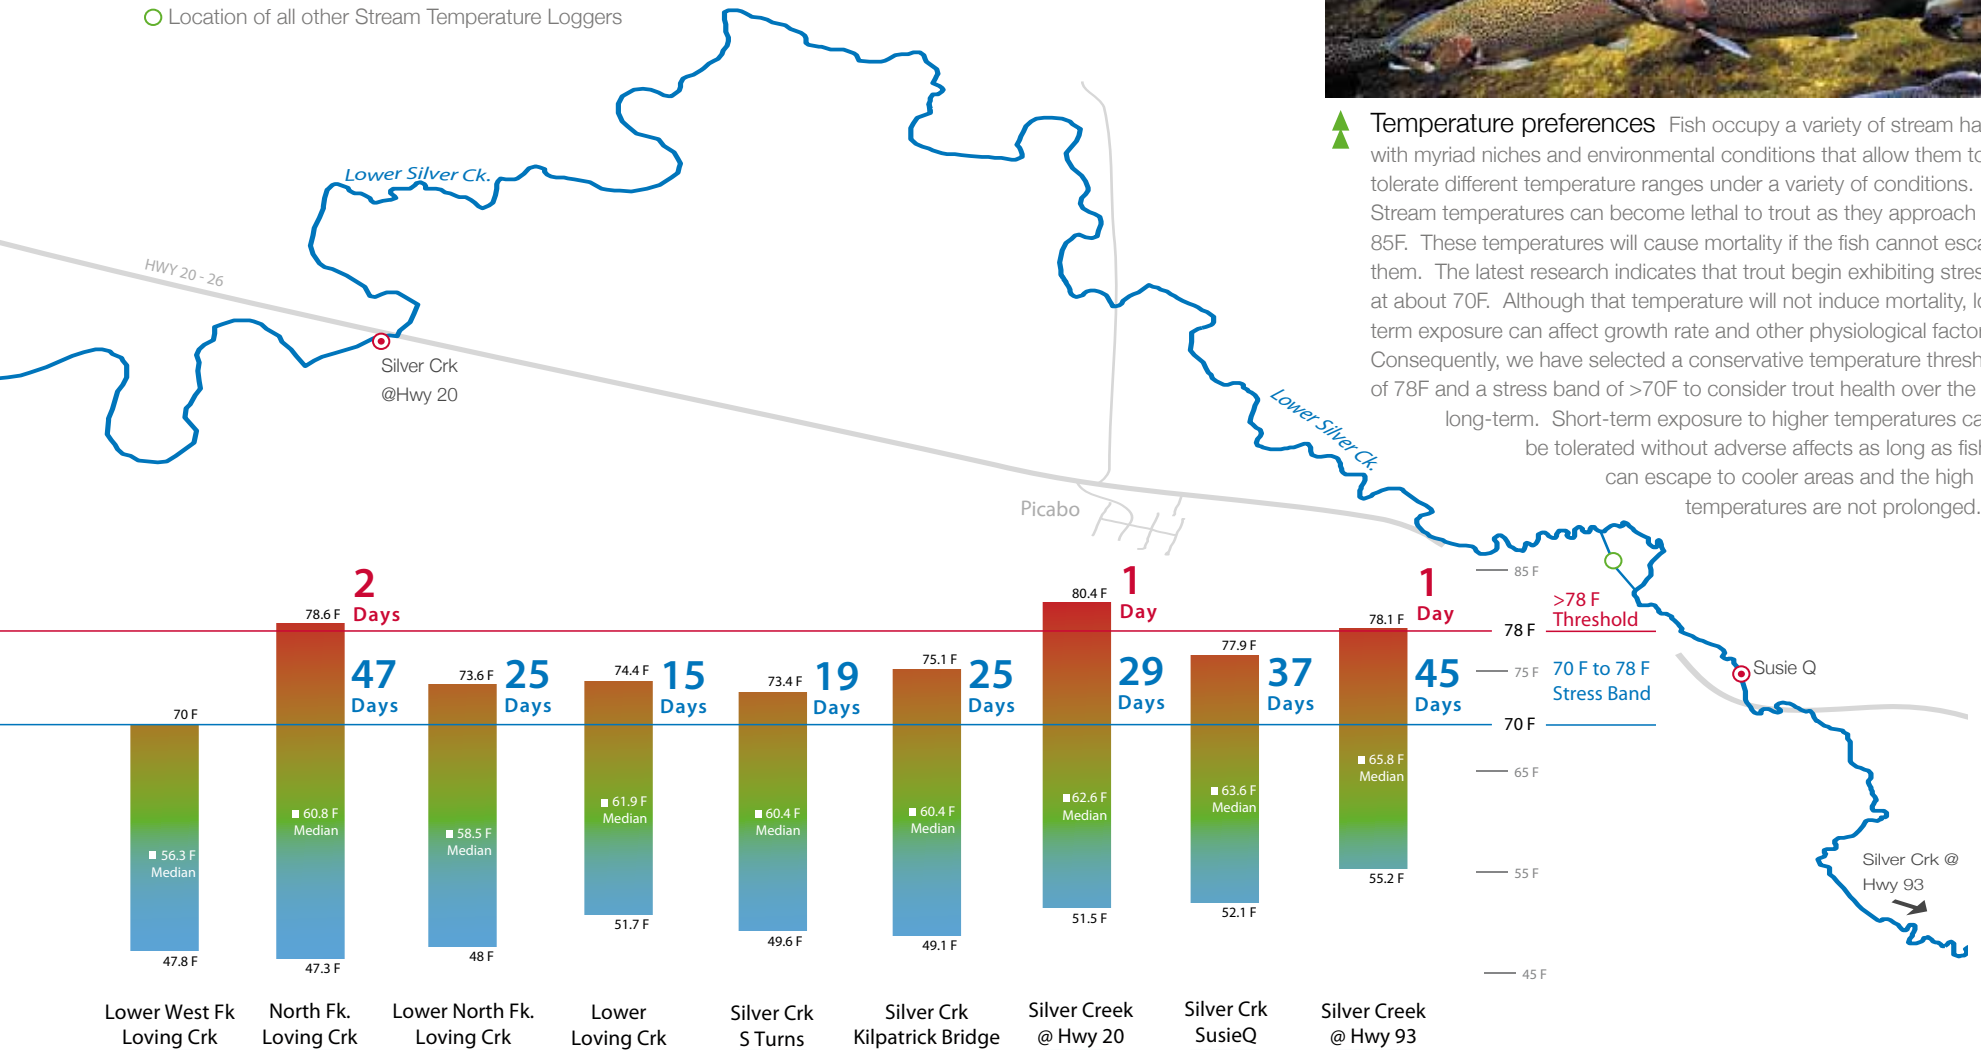 Location of all other Stream Temperature Loggers
Temperature preferences Fish occupy a variety of stream
with myriad niches and environmental conditions that allow them to
tolerate different temperature ranges under a variety of conditions.
Stream temperatures can become lethal to trout as they approach
85F. These temperatures will cause mortality if the fish cannot
them. The latest research indicates that trout begin exhibiting
at about 70F. Although that temperature will not induce mortality,
term exposure can affect growth rate and other physiological
Consequently, we have selected a conservative temperature
of 78F and a stress band of >70F to consider trout health over the
long-term. Short-term exposure to higher temperatures
be tolerated without adverse affects as long as
can escape to cooler areas and the high
temperatures are not prolonged.
Lower Silver Ck.
HWY 20 - 26
Silver Crk
@Hwy 20
Lower Silver Ck.
Picabo
Susie Q
Silver Crk @
Hwy 93
85 F
>78 F
Threshold
78 F
75 F
70 F to 78 F
Stress Band
70 F
65 F
55 F
45 F
70 F
56.3 F
Median
47.8 F
Lower West Fk
Loving Crk
2
Days
78.6 F
47
Days
60.8 F
Median
47.3 F
North Fk.
Loving Crk
73.6 F
25
Days
58.5 F
Median
48 F
Lower North Fk.
Loving Crk
74.4 F
15
Days
61.9 F
Median
51.7 F
Lower
Loving Crk
73.4 F
19
Days
60.4 F
Median
49.6 F
Silver Crk
S Turns
75.1 F
25
Days
60.4 F
Median
49.1 F
Silver Crk
Kilpatrick Bridge
80.4 F
1
Day
29
Days
62.6 F
Median
51.5 F
Silver Creek
@ Hwy 20
77.9 F
37
Days
63.6 F
Median
52.1 F
Silver Crk
SusieQ
78.1 F
1
Day
45
Days
65.8 F
Median
55.2 F
Silver Creek
@ Hwy 93